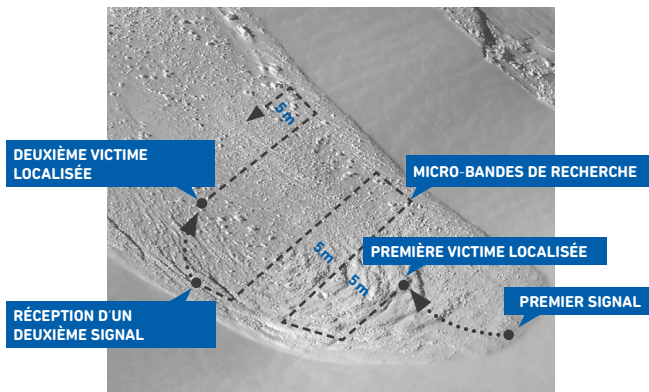 5 m
DEUXIÈME VICTIME
LOCALISÉE
MICRO-BANDES DE RECHERCHE
5 m
PREMIÈRE VICTIME LOCALISÉE
5 m
PREMIER SIGNAL
RÉCEPTION D'UN
DEUXIÈME SIGNAL